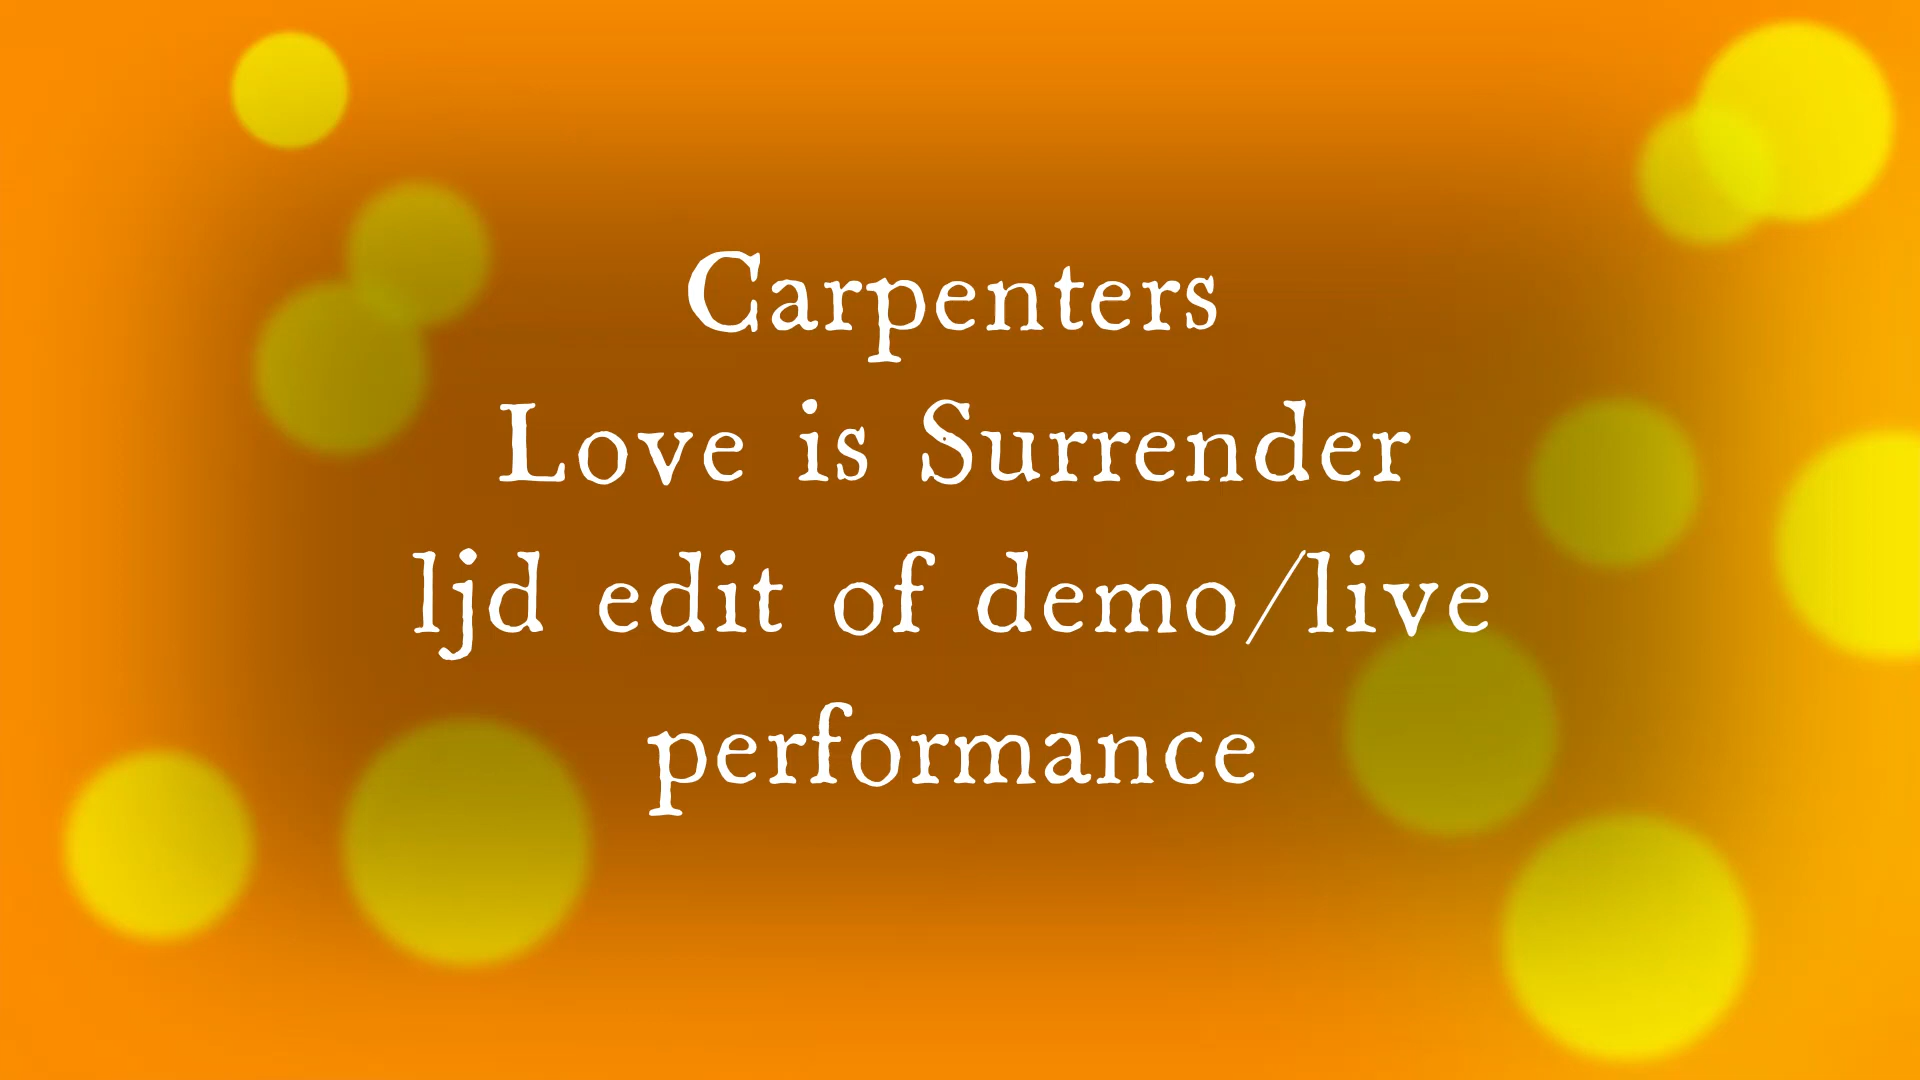 Carpenters
Love is Surrender
ljd edit of demo/live
performance